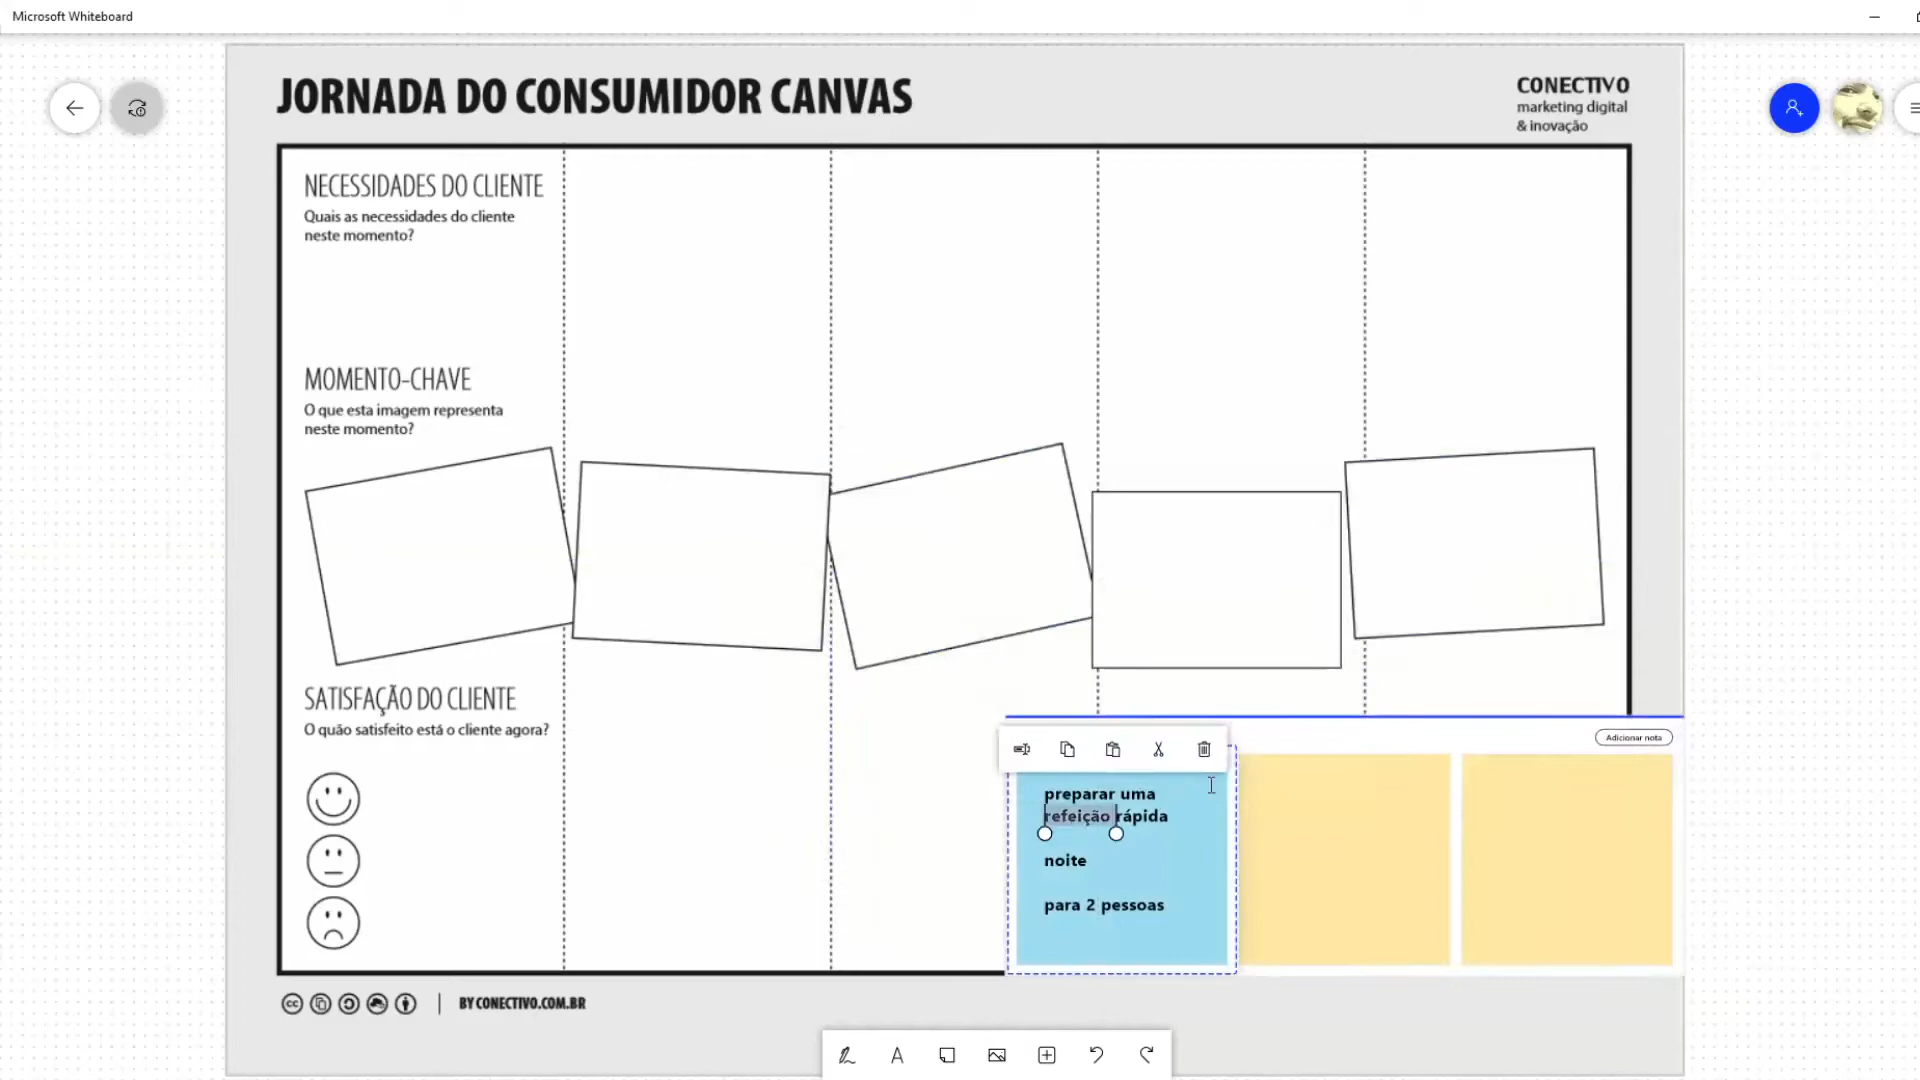 Microsoft Whiteboard
JORNADA DO CONSUMIDOR CANVAS
CONECTIVO
marketing digital
& inovação
NECESSIDADES DO CLIENTE
Quais as necessidades do cliente
neste momento?
MOMENTO-CHAVE
O que esta imagem representa
neste momento?
SATISFAÇÃO DO CLIENTE
O quão satisfeito está o cliente agora?
Adicionar nota
preparar uma
refeição rápida
noite
para 2 pessoas
cc
BY CONECTIVO.COM.BR
A